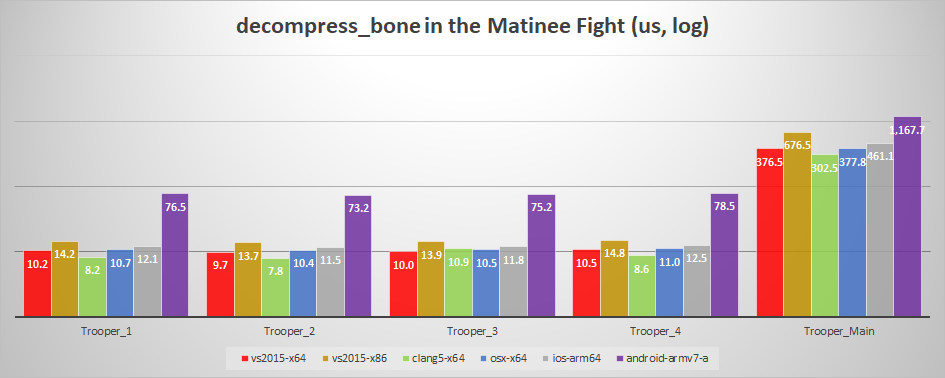 decompress_bone in the Matinee Fight (us, log)
10.2 14.2 8.2 10.7 12.1 76.5
9.7 13.7 7.8 10.4 11.5 73.2
10.0 13.9 10.9 10.5 11.8 75.2
10.5 14.8 8.6 11.0 12.5 78.5
376.5 676.5 302.5 377.8 461.1 1,167.7
Trooper_1 Trooper_2 Trooper_3 Trooper_4 Trooper_Main
vs2015-x64 vs2015-x86 clang5-x64 osx-x64 ios-arm64 android-armv7-a